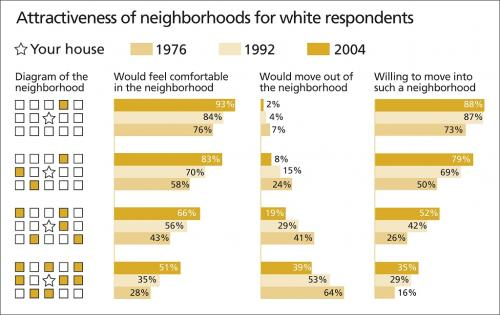 Attractiveness of neighborhoods for white respondents
Your house 1976 1992 2004
Diagram of the neighborhood
Would feel comfortable in the neighborhood
Would move out of the neighborhood
Willing to move into such a neighborhood
93% 2% 88%
84% 4% 87%
76% 7% 73%
83% 8% 79%
70% 15% 69%
58% 24% 50%
66% 19% 52%
56% 29% 42%
43% 41% 26%
51% 39% 35%
35% 53% 29%
28% 64% 16%